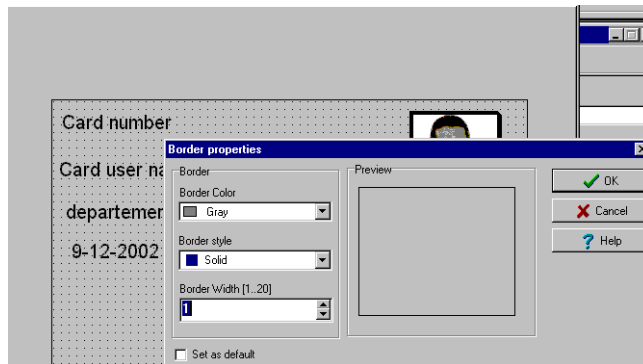 Card number
Card user na
departemen
9-12-2002
Border properties
Border
Border Color
Gray
Border style
Solid
Border Width [1..20]
1
Set as default
Preview
OK
Cancel
Help